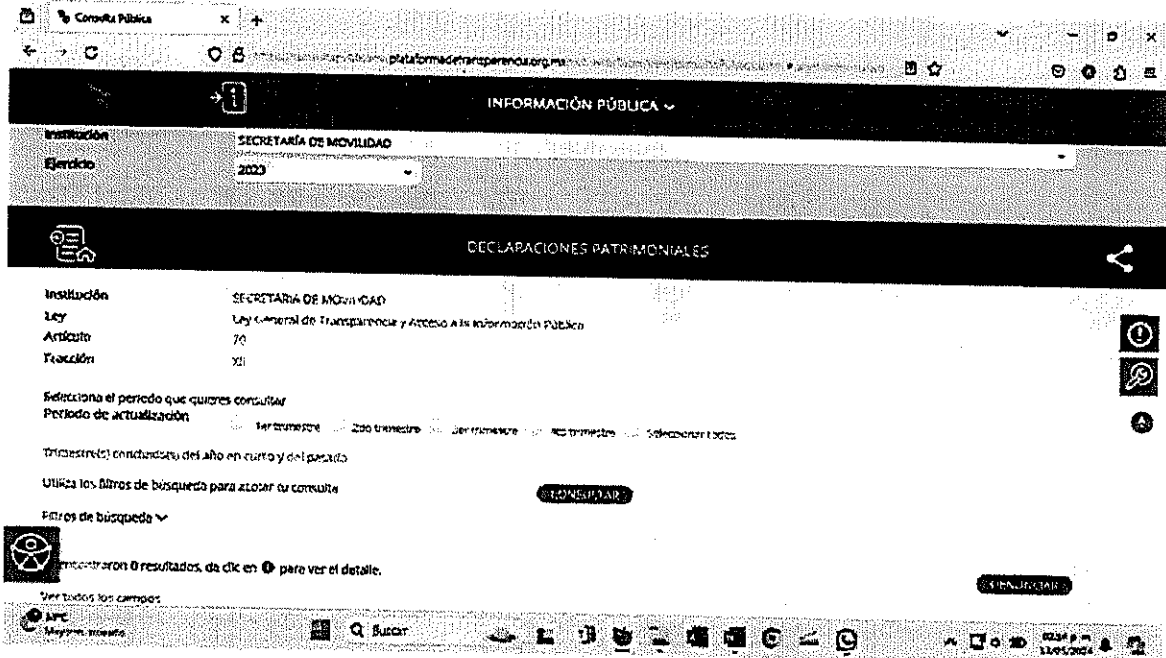 Consulta Pública
plataformadetransparencia.org.mx
INFORMACIÓN PÚBLICA
Institución SECRETARÍA DE MOVILIDAD
Ejercicio 2023
DECLARACIONES PATRIMONIALES
Institución SECRETARÍA DE MOVILIDAD
Ley Ley General de Transparencia y Acceso a la Información Pública
Artículo 70
Fracción XII
Selecciona el periodo que quieres consultar
Periodo de actualización 1er trimestre 2do trimestre 3er trimestre 4to trimestre Seleccionar todos
Trimestre(s) concluido(s) del año en curso y del pasado
Utiliza los filtros de búsqueda para acotar tu consulta CONSULTAR
Filtros de búsqueda
encontraron 0 resultados, da clic en para ver el detalle.
DENUNCIAR
Ver todos los campos
Buscar